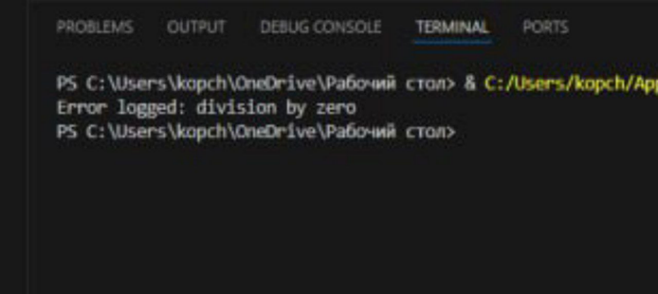 PROBLEMS OUTPUT DEBUG CONSOLE TERMINAL PORTS
PS C:\Users\kopch\OneDrive\Рабочий стол> & C:/Users/kopch/App
Error logged: division by zero
PS C:\Users\kopch\OneDrive\Рабочий стол>